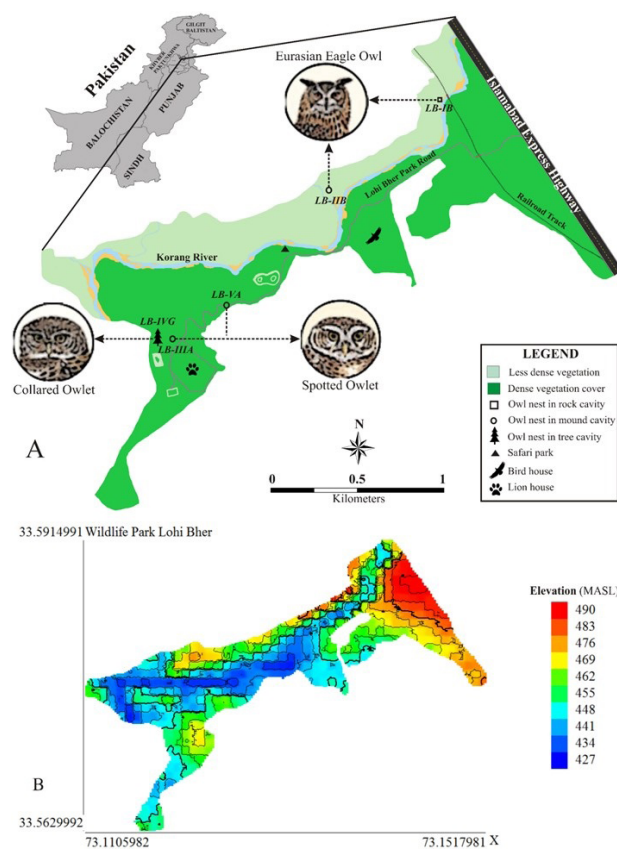 GILGIT
BALTISTAN
KHYBER
PAKTUNKHWA
Pakistan
PUNJAB
BALOCHISTAN
SINDH
Eurasian Eagle Owl
LB-IB
Islamabad Express Highway
LB-IIB
Lohi Bher Park Road
Railroad Track
Korang River
LB-VA
LB-IVG
LB-IIIA
Collared Owlet
Spotted Owlet
LEGEND
Less dense vegetation
Dense vegetation cover
Owl nest in rock cavity
Owl nest in mound cavity
Owl nest in tree cavity
Safari park
Bird house
Lion house
A
N
0 0.5 1
Kilometers
33.5914991 Wildlife Park Lohi Bher
Elevation (MASL)
490
483
476
469
462
455
448
441
434
427
B
33.5629992
73.1105982 73.1517981
X